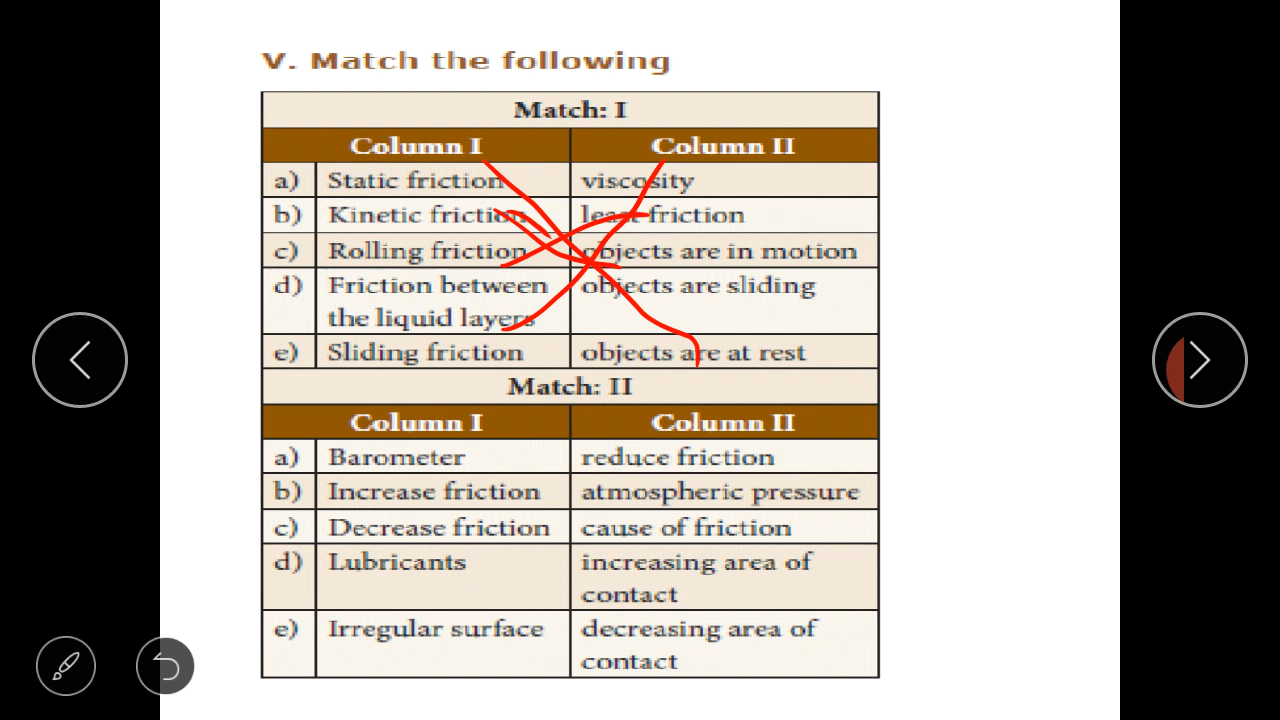 V. Match the following
Match: I
Column I Column II
a) Static friction viscosity
b) Kinetic friction least friction
c) Rolling friction objects are in motion
d) Friction between objects are sliding
the liquid layers
e) Sliding friction objects are at rest
Match: II
Column I Column II
a) Barometer reduce friction
b) Increase friction atmospheric pressure
c) Decrease friction cause of friction
d) Lubricants increasing area of
contact
e) Irregular surface decreasing area of
contact